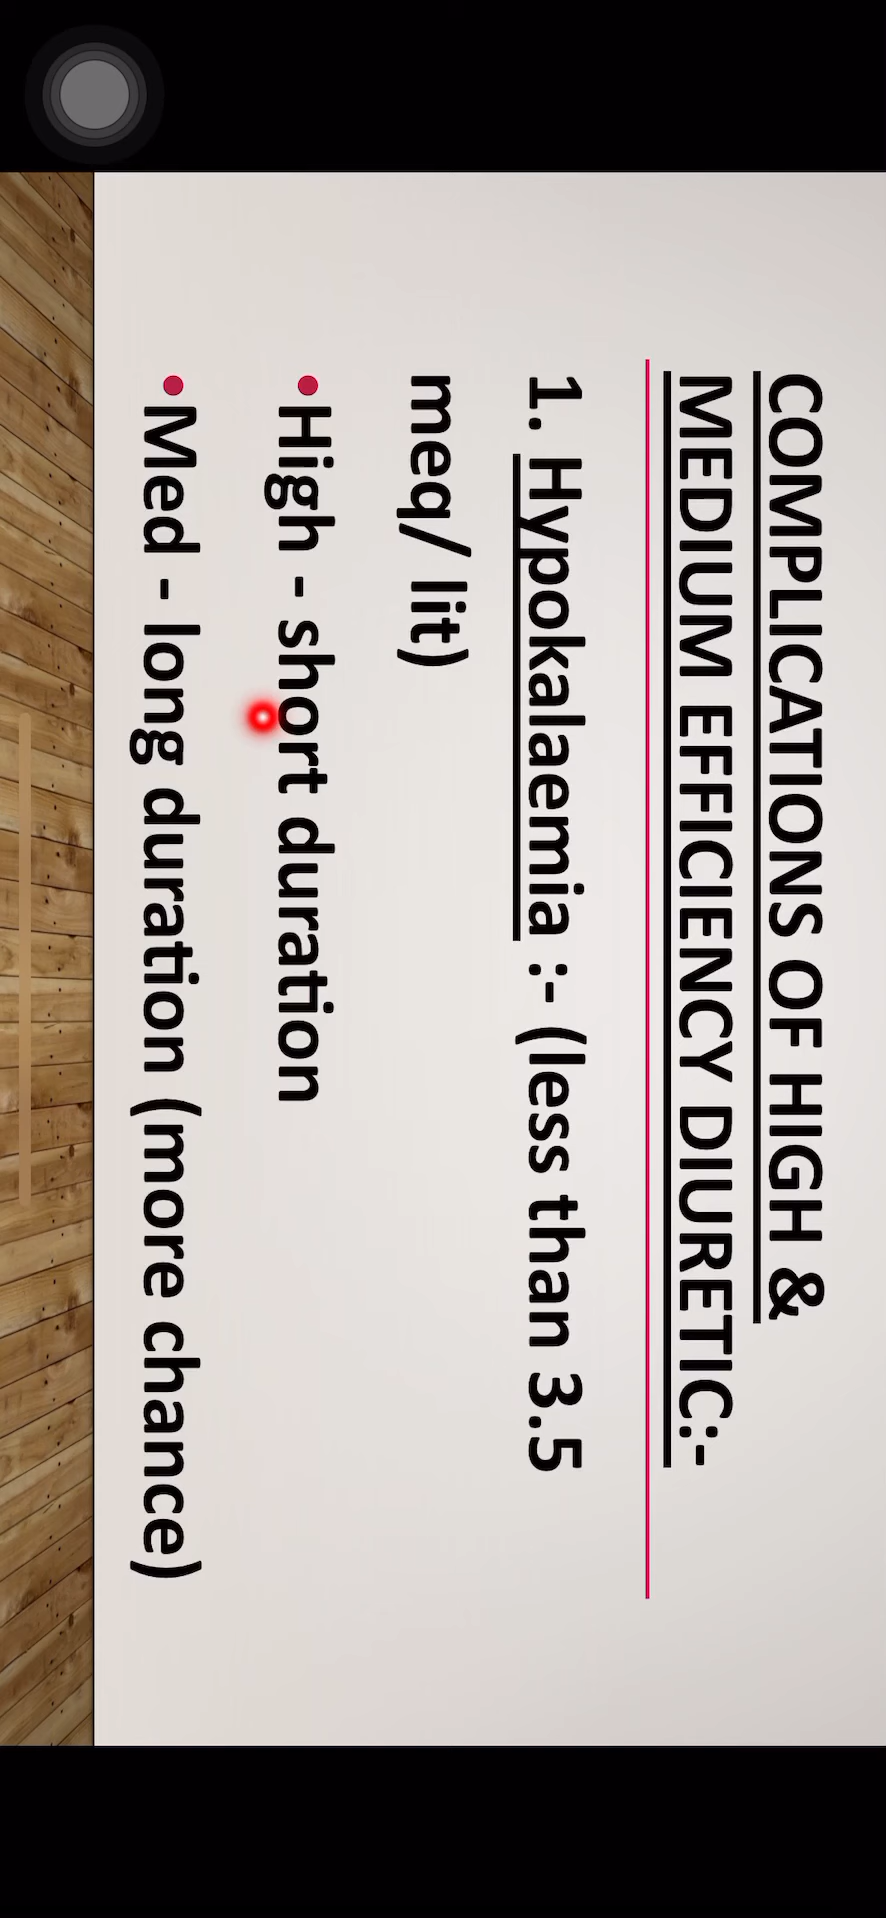 COMPLICATIONS OF HIGH &
MEDIUM EFFICIENCY DIURETIC:-
1. Hypokalaemia :- (less than 3.5
meq/ lit)
•High - short duration
•Med - long duration (more chance)